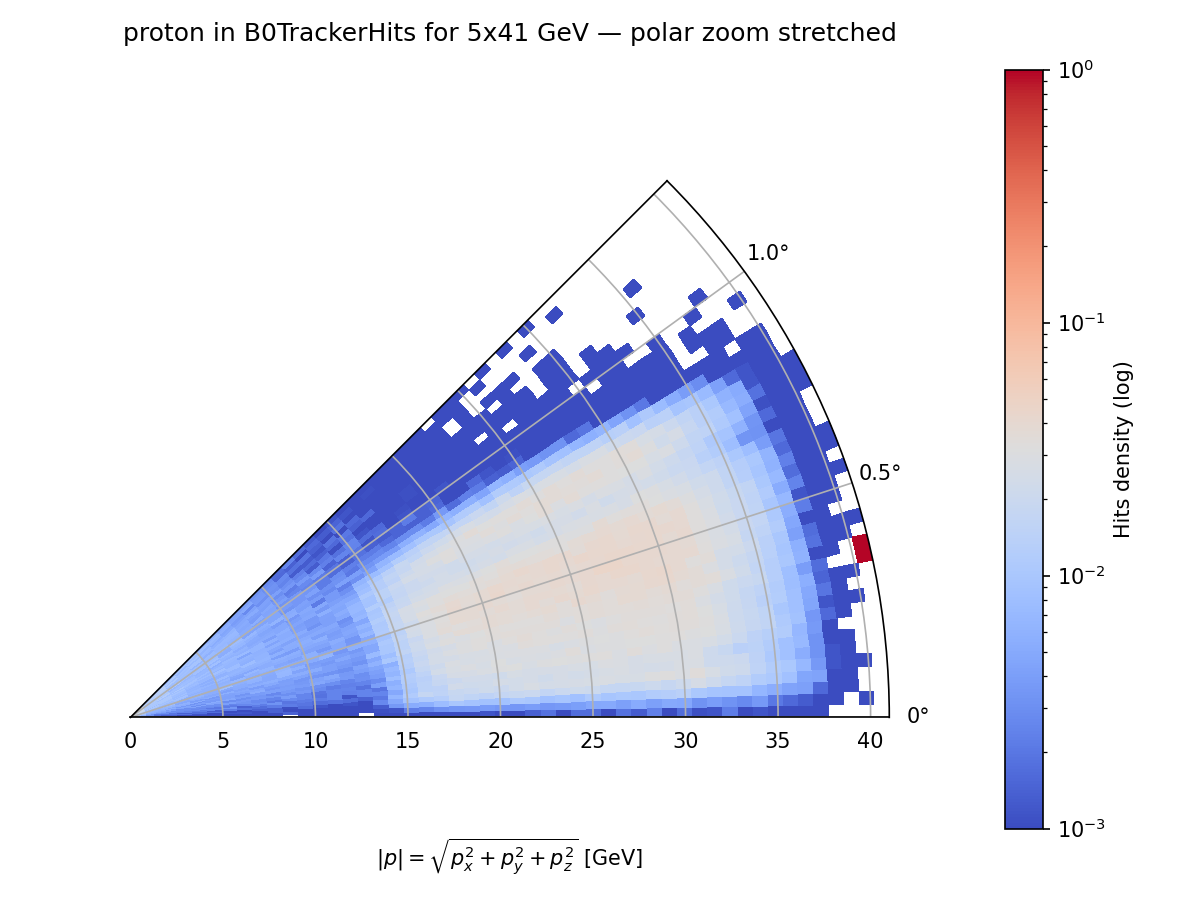 proton in B0TrackerHits for 5x41 GeV — polar zoom stretched
10⁰
1.0°
10⁻¹
Hits density (log)
0.5°
10⁻²
0°
0 5 10 15 20 25 30 35 40
10⁻³
|p| = √(pₓ² + p_y² + p_z²) [GeV]